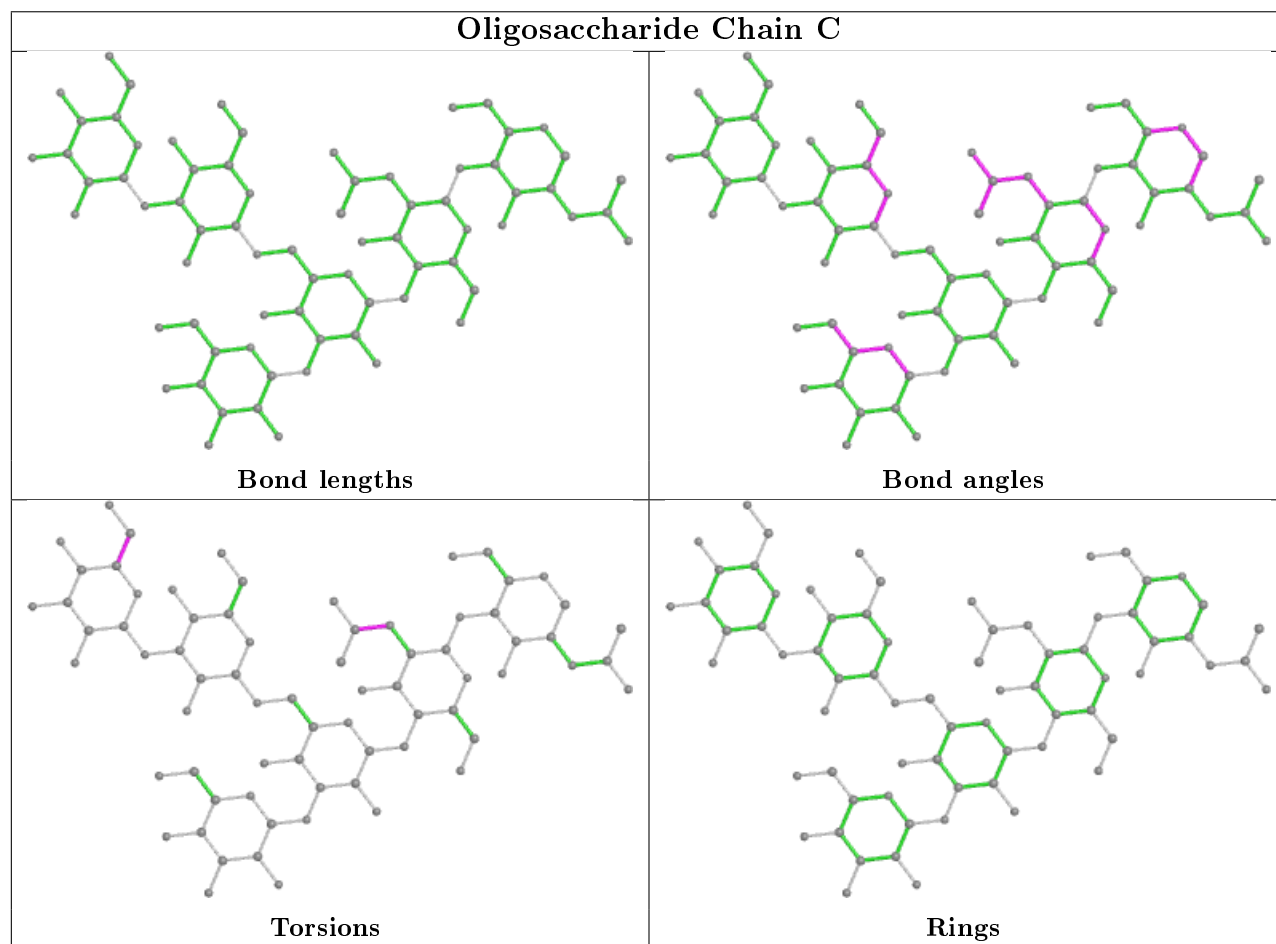 Oligosaccharide Chain C
Bond lengths
Bond angles
Torsions
Rings